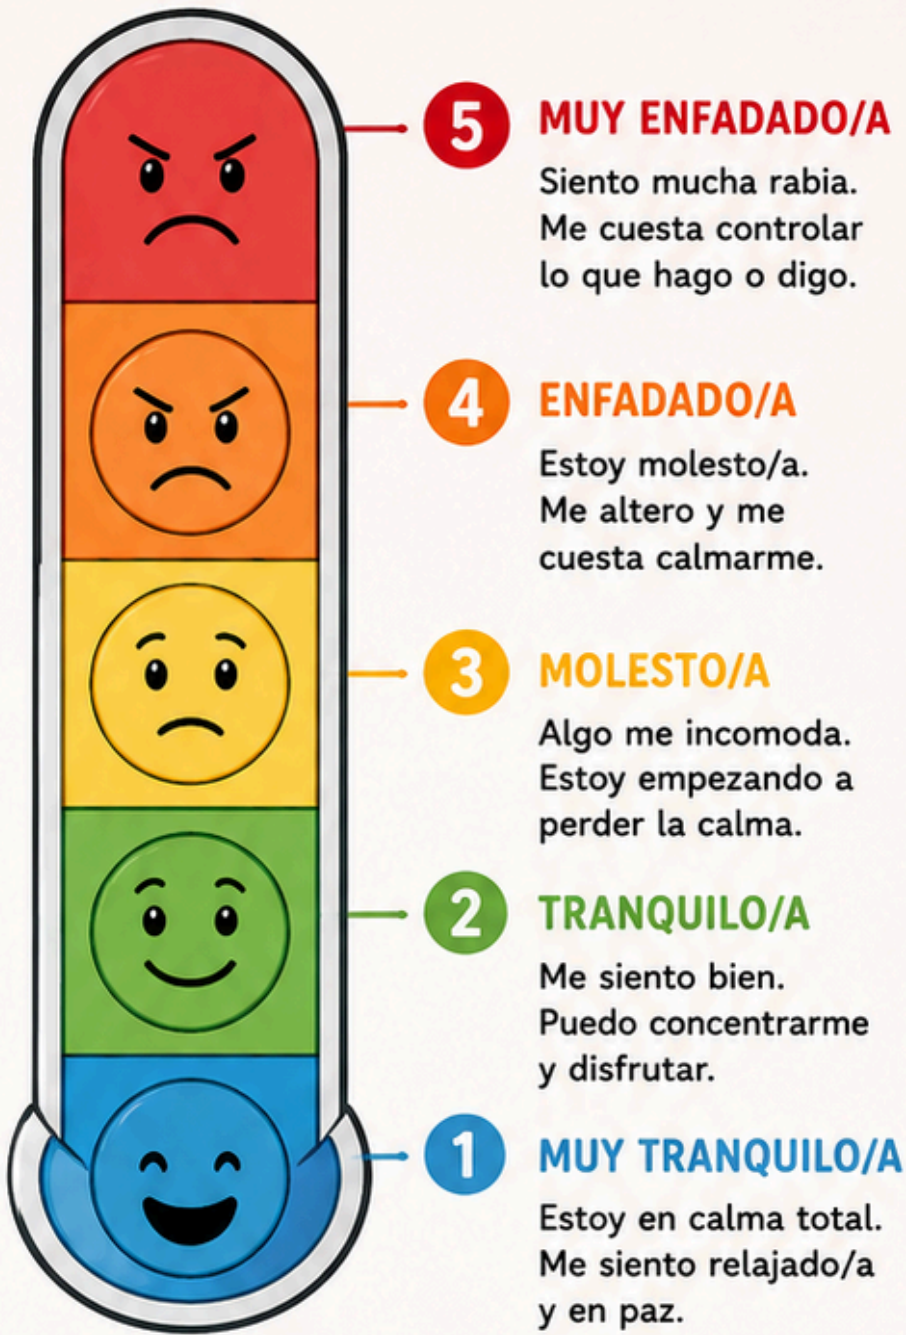 5 MUY ENFADADO/A
Siento mucha rabia.
Me cuesta controlar
lo que hago o digo.
4 ENFADADO/A
Estoy molesto/a.
Me altero y me
cuesta calmarme.
3 MOLESTO/A
Algo me incomoda.
Estoy empezando a
perder la calma.
2 TRANQUILO/A
Me siento bien.
Puedo concentrarme
y disfrutar.
1 MUY TRANQUILO/A
Estoy en calma total.
Me siento relajado/a
y en paz.